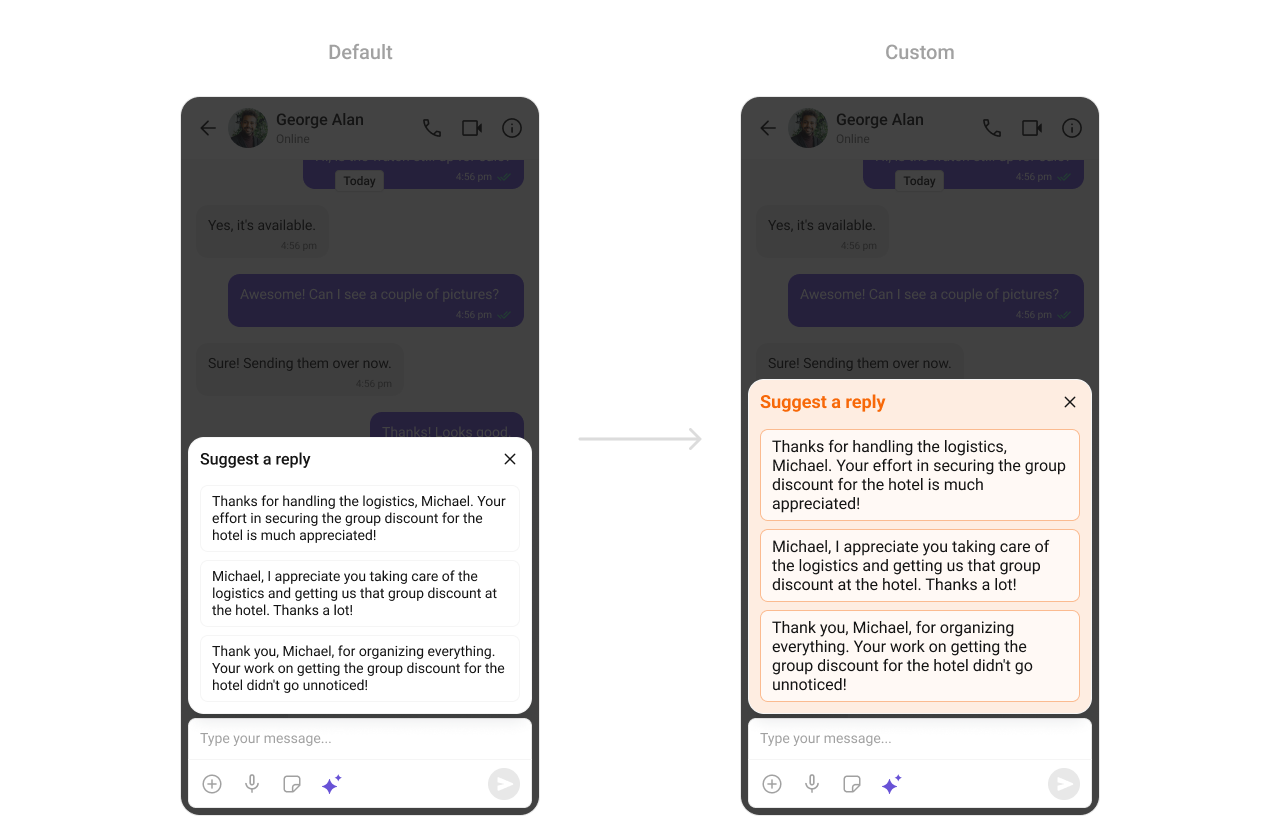 Default
George Alan
Online
4:56 pm
Today
Yes, it's available.
4:56 pm
Awesome! Can I see a couple of pictures?
4:56 pm
Sure! Sending them over now.
4:56 pm
Thanks! Looks good.
Suggest a reply
Thanks for handling the logistics, Michael. Your
effort in securing the group discount for the
hotel is much appreciated!
Michael, I appreciate you taking care of the
logistics and getting us that group discount at
the hotel. Thanks a lot!
Thank you, Michael, for organizing everything.
Your work on getting the group discount for the
hotel didn't go unnoticed!
Type your message...
Custom
George Alan
Online
4:56 pm
Today
Yes, it's available.
4:56 pm
Awesome! Can I see a couple of pictures?
4:56 pm
Sure! Sending them over now.
Suggest a reply
Thanks for handling the logistics,
Michael. Your effort in securing the group
discount for the hotel is much
appreciated!
Michael, I appreciate you taking care of
the logistics and getting us that group
discount at the hotel. Thanks a lot!
Thank you, Michael, for organizing
everything. Your work on getting the
group discount for the hotel didn't go
unnoticed!
Type your message...